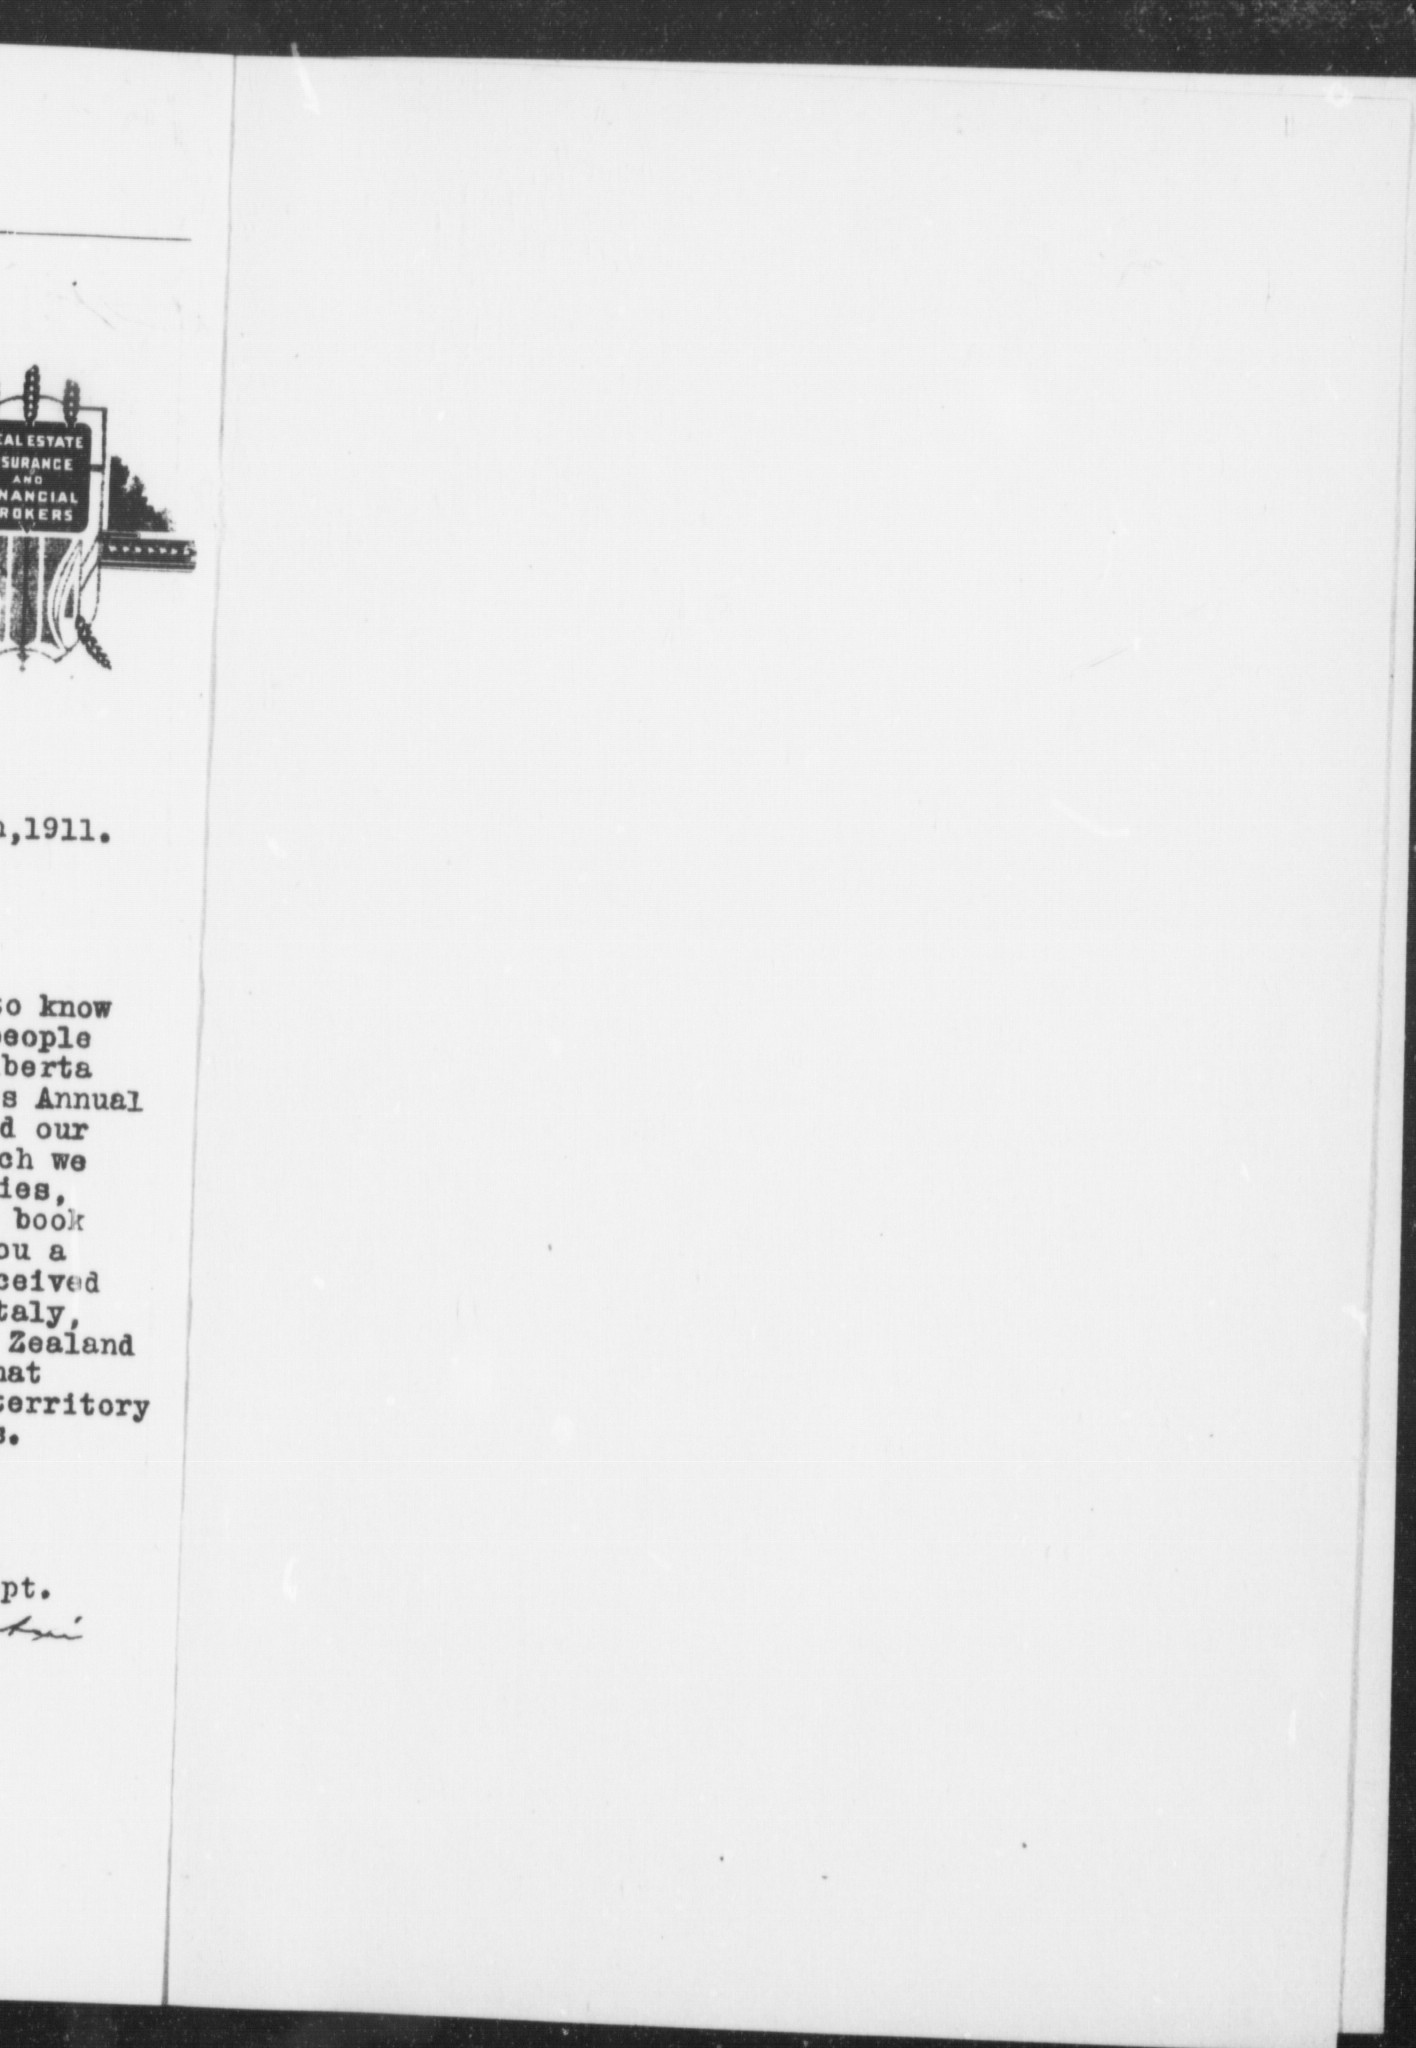 EAL ESTATE
SURANCE
AND
NANCIAL
ROKERS
,1911.
to know
people
berta
s Annual
d our
ch we
ies,
book
ou a
ceived
taly,
Zealand
hat
territory
s.
pt.